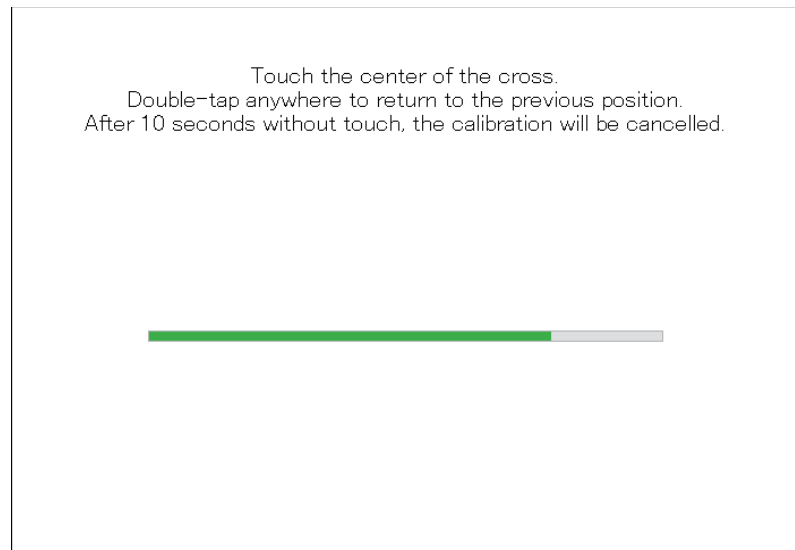 Touch the center of the cross.
Double-tap anywhere to return to the previous position.
After 10 seconds without touch, the calibration will be cancelled.